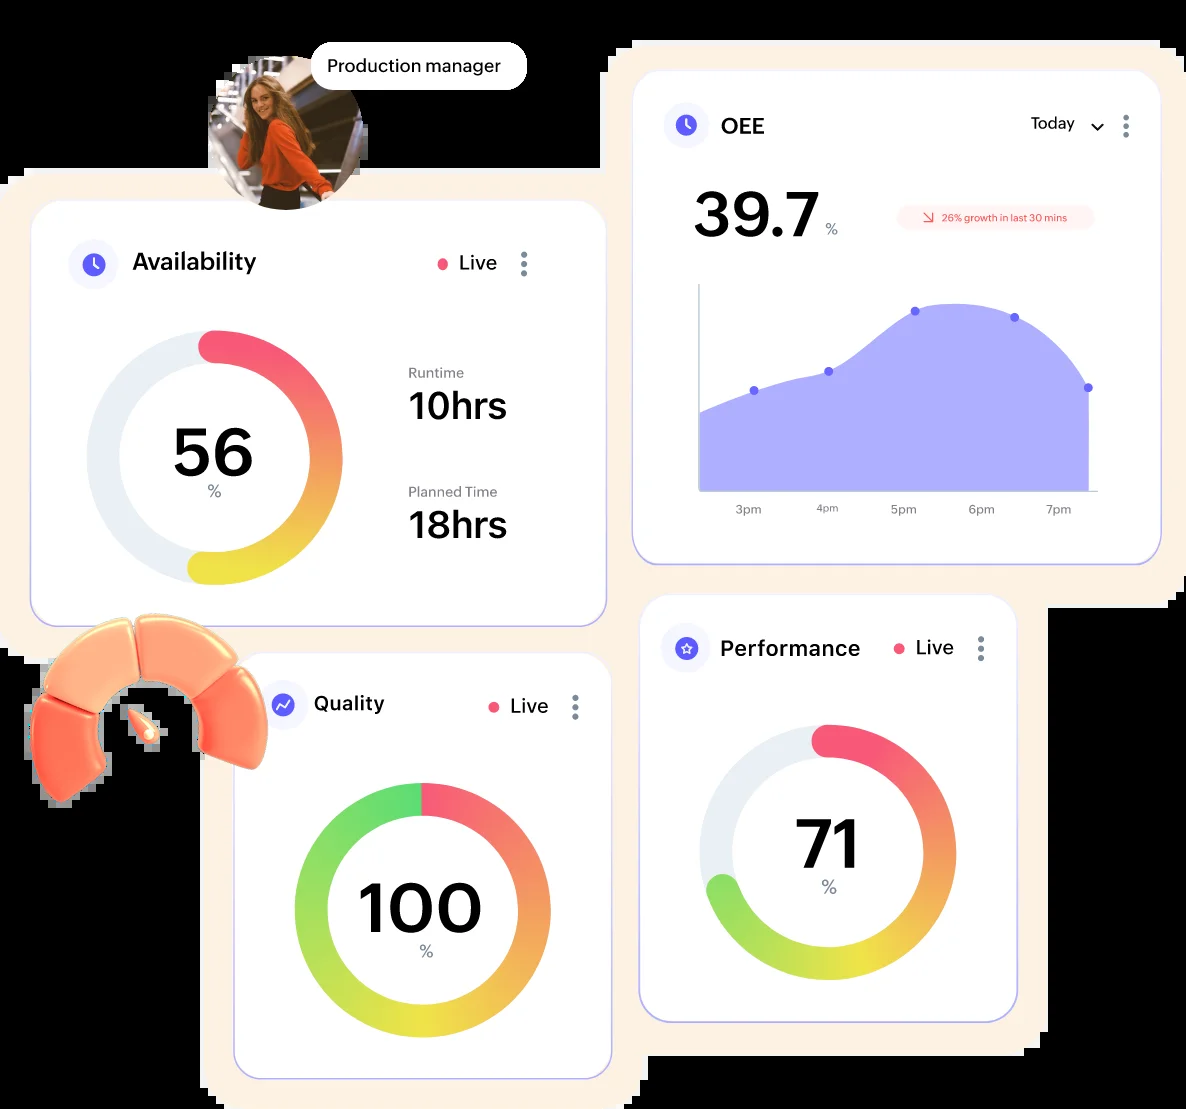 Production manager
Availability
Live
56
%
Runtime
10hrs
Planned Time
18hrs
OEE
Today
39.7 %
26% growth in last 30 mins
3pm 4pm 5pm 6pm 7pm
Quality
Live
100
%
Performance
Live
71
%